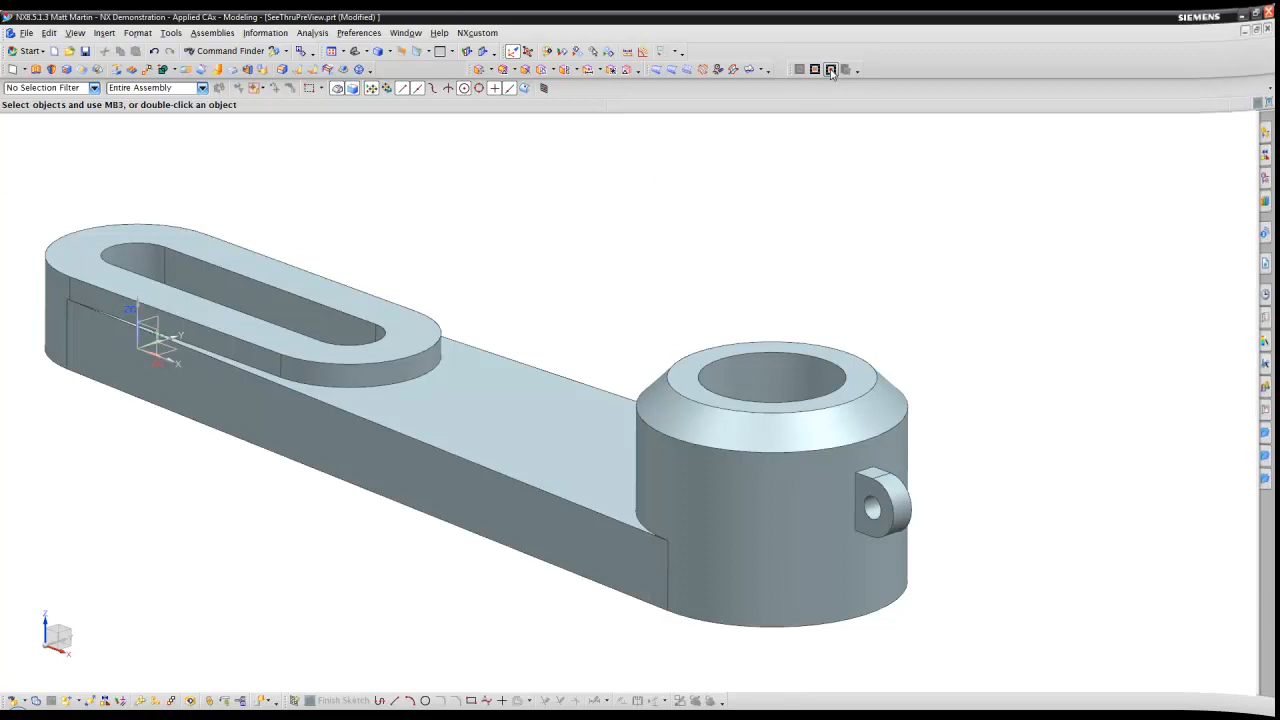 NX8.5.1.3 Matt Martin - NX Demonstration - Applied CAx - Modeling - [SeeThruPreView.prt (Modified) ]
SIEMENS
File Edit View Insert Format Tools Assemblies Information Analysis Preferences Window Help NXcustom
Start Command Finder
No Selection Filter Entire Assembly
Select objects and use MB3, or double-click an object
Y
X
Z
X
Finish Sketch